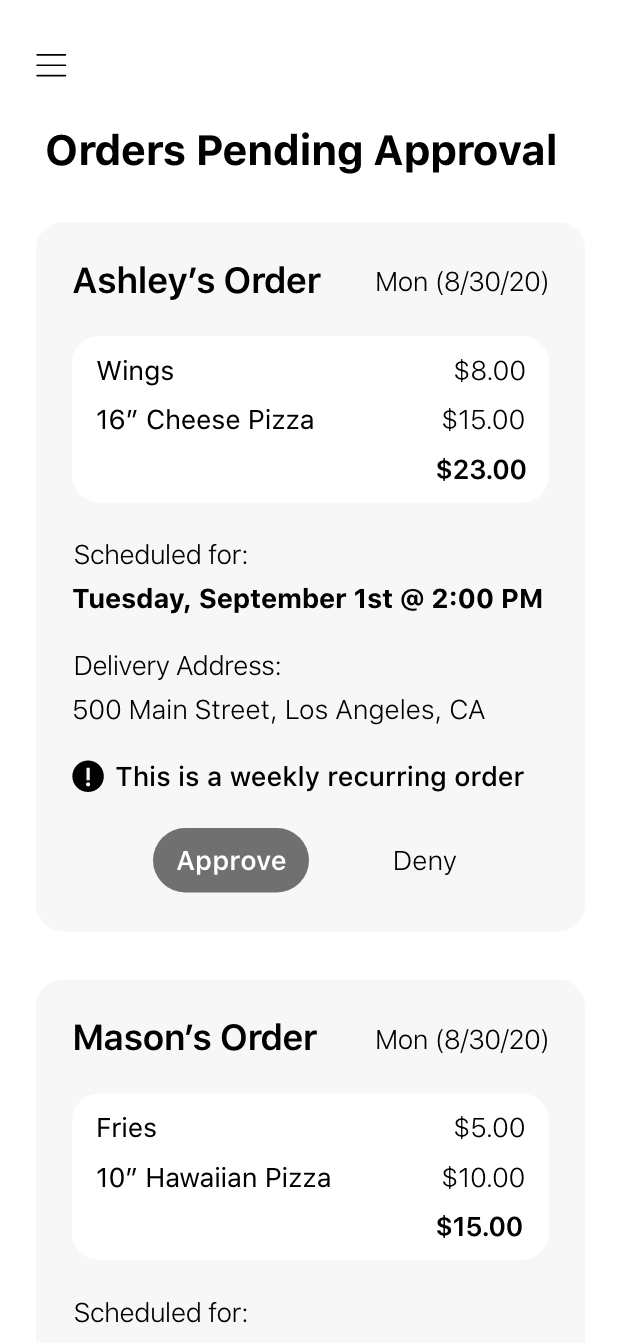 Orders Pending Approval
Ashley’s Order Mon (8/30/20)
Wings $8.00
16” Cheese Pizza $15.00
$23.00
Scheduled for:
Tuesday, September 1st @ 2:00 PM
Delivery Address:
500 Main Street, Los Angeles, CA
! This is a weekly recurring order
Approve Deny
Mason’s Order Mon (8/30/20)
Fries $5.00
10” Hawaiian Pizza $10.00
$15.00
Scheduled for: